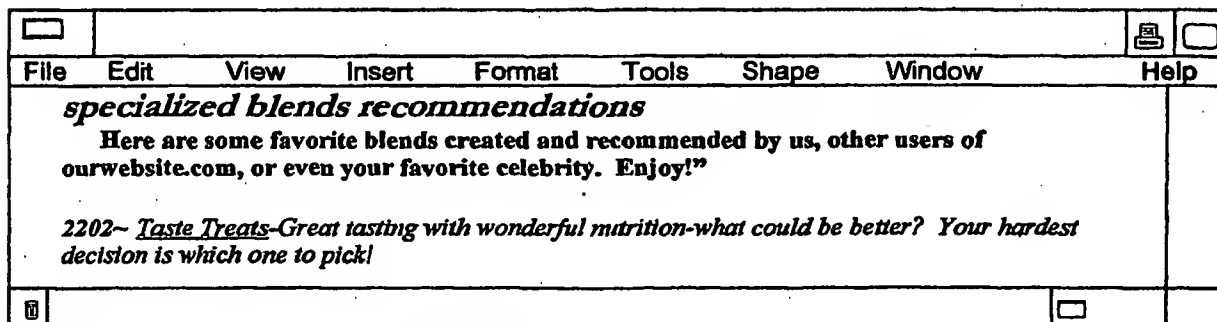 File Edit View Insert Format Tools Shape Window Help
specialized blends recommendations
Here are some favorite blends created and recommended by us, other users of
ourwebsite.com, or even your favorite celebrity. Enjoy!”
2202~ Taste Treats-Great tasting with wonderful nutrition-what could be better? Your hardest
decision is which one to pick!